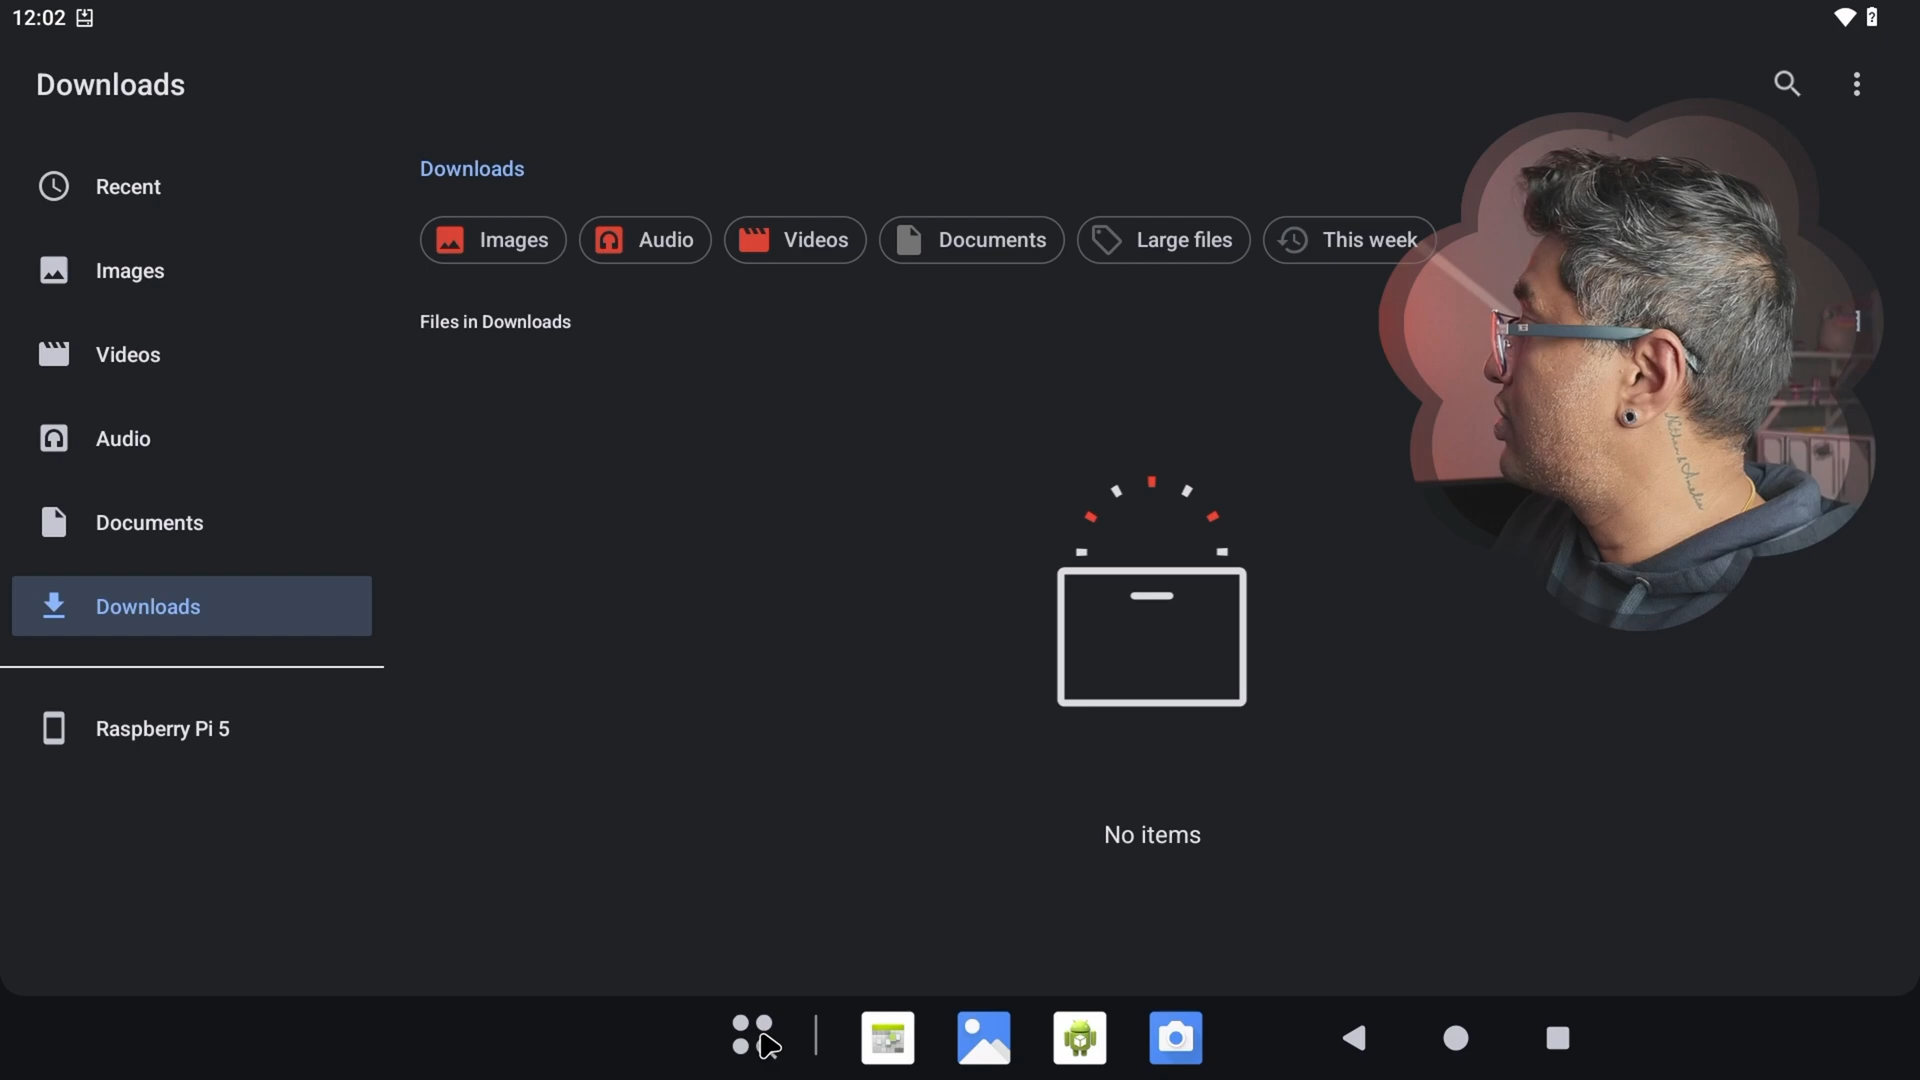 12:02
Downloads
Recent
Images
Videos
Audio
Documents
Downloads
Raspberry Pi 5
Downloads
Images
Audio
Videos
Documents
Large files
This week
Files in Downloads
No items